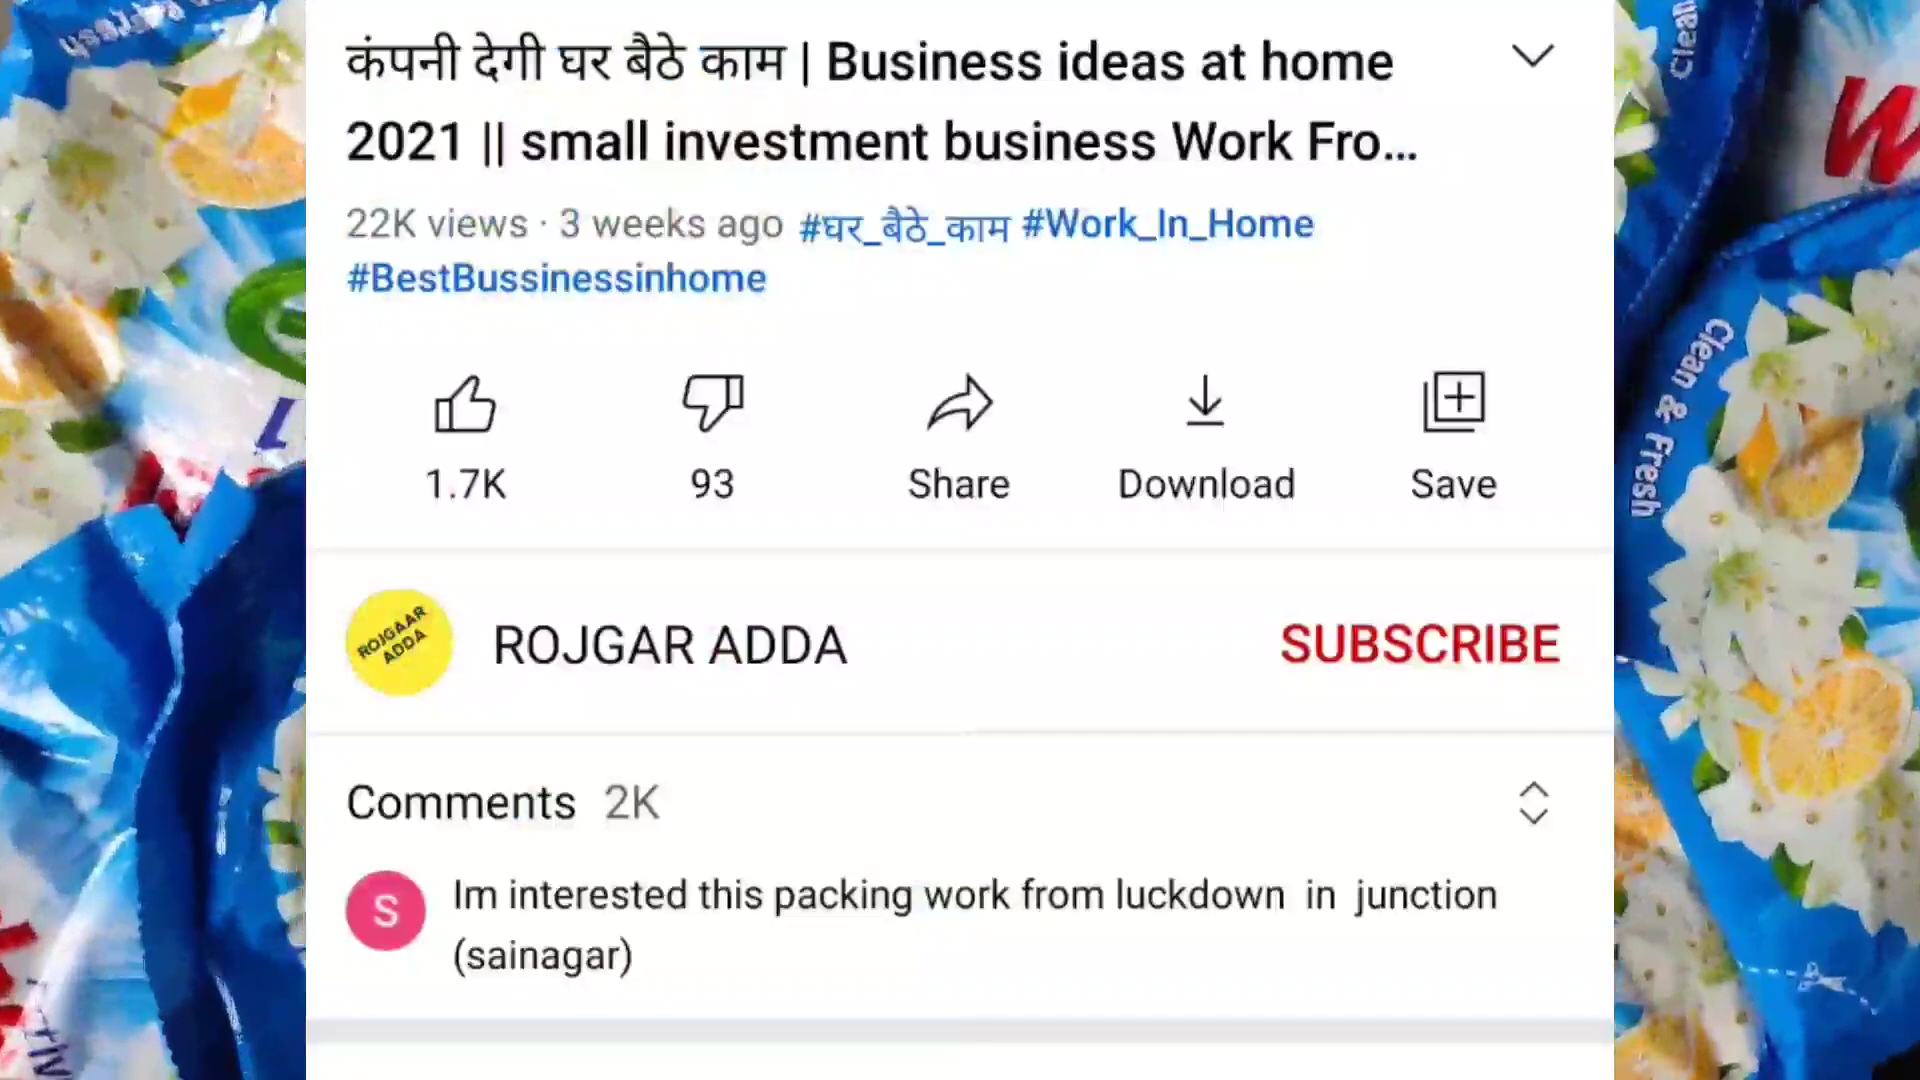 कंपनी देगी घर बैठे काम | Business ideas at home
2021 || small investment business Work Fro...
22K views · 3 weeks ago #घर_बैठे_काम #Work_In_Home
#BestBussinessinhome
1.7K
93
Share
Download
Save
ROJGAAR
ADDA
ROJGAR ADDA
SUBSCRIBE
Comments 2K
S
Im interested this packing work from luckdown in junction
(sainagar)
Clean
W
Clean & Fresh